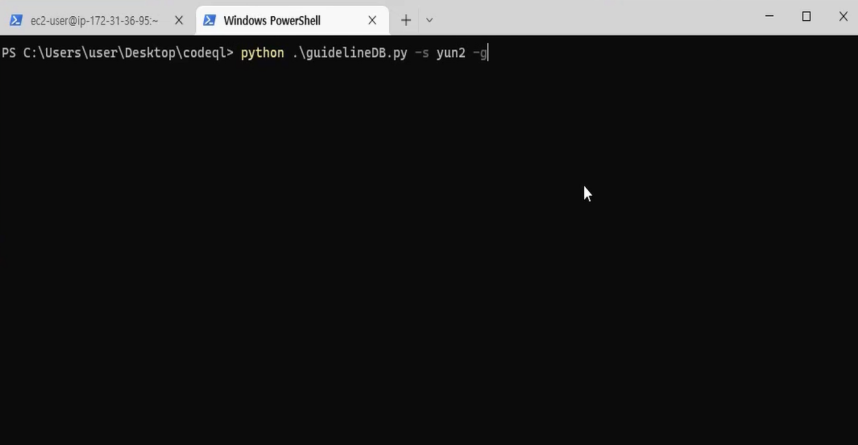 ec2-user@ip-172-31-36-95:~
Windows PowerShell
PS C:\Users\user\Desktop\codeql> python .\guidelineDB.py -s yun2 -g